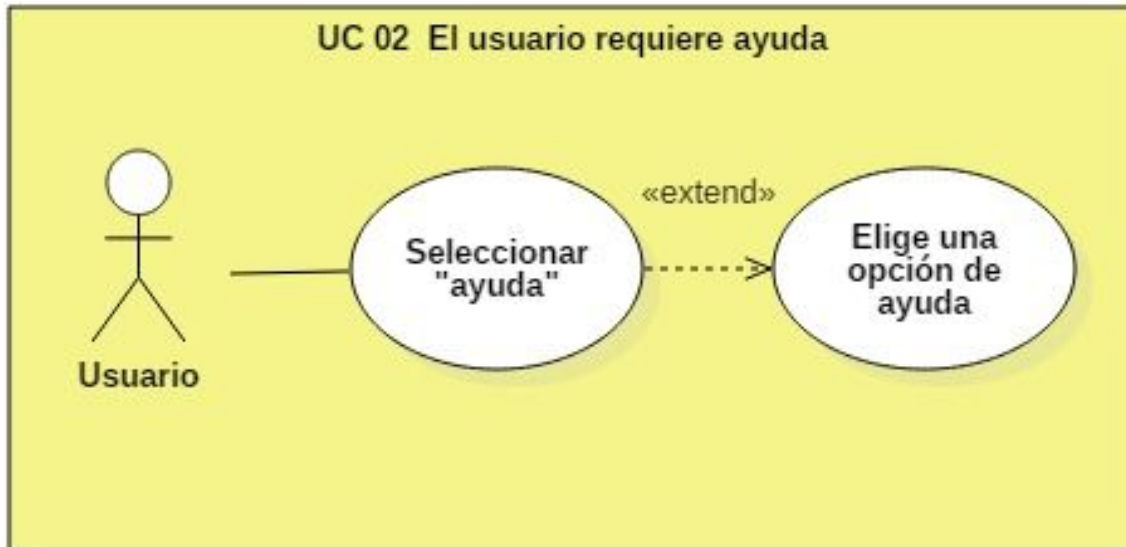 UC 02 El usuario requiere ayuda
«extend»
Seleccionar
"ayuda"
Elige una
opción de
ayuda
Usuario